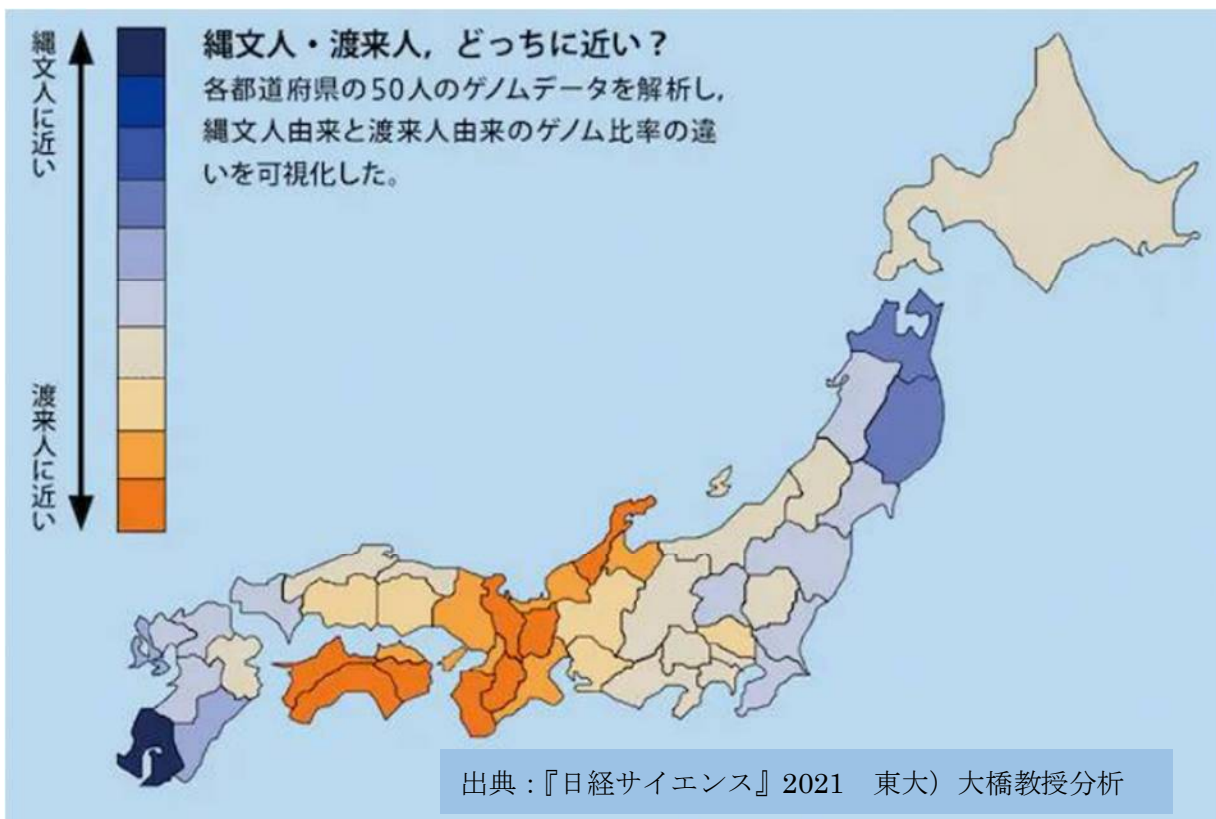 縄文人に近い
渡来人に近い
縄文人・渡来人，どっちに近い？
各都道府県の50人のゲノムデータを解析し，
縄文人由来と渡来人由来のゲノム比率の違
いを可視化した。
出典：『日経サイエンス』2021　東大）大橋教授分析